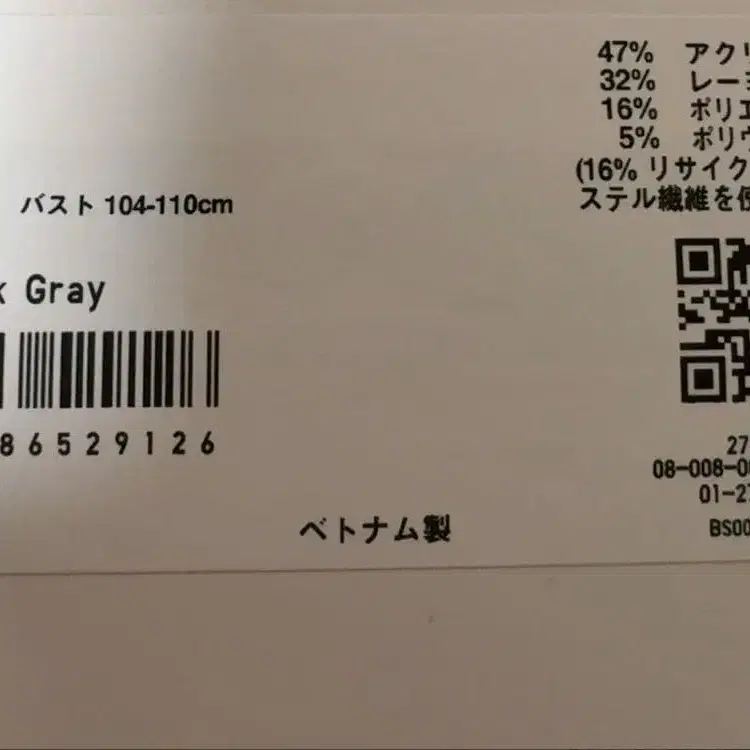 47% アクリ
32% レー
16% ポリエ
5% ポリウ
(16% リサイク
ステル繊維を使
バスト 104-110cm
k Gray
86529126
27
08-008-0
01-27
BS00
ベトナム製